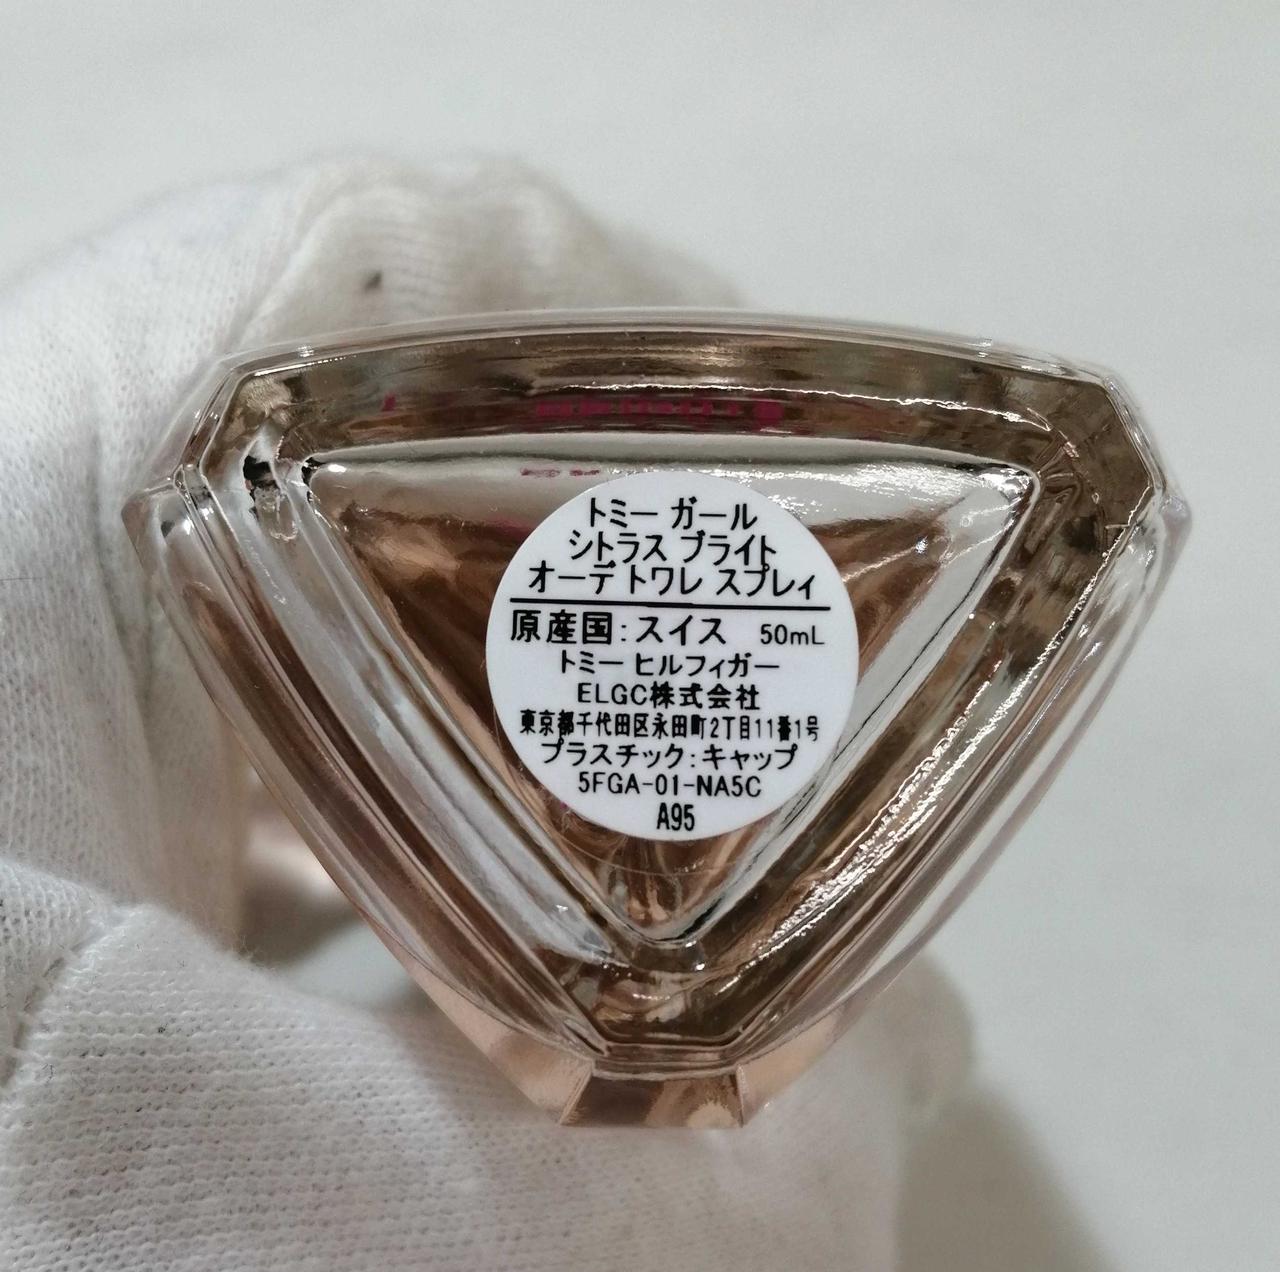 トミー ガール
シトラス ブライト
オーデ トワレ スプレィ
原産国:スイス 50mL
トミー ヒルフィガー
ELGC株式会社
東京都千代田区永田町2丁目11番1号
プラスチック:キャップ
5FGA-01-NA5C
A95